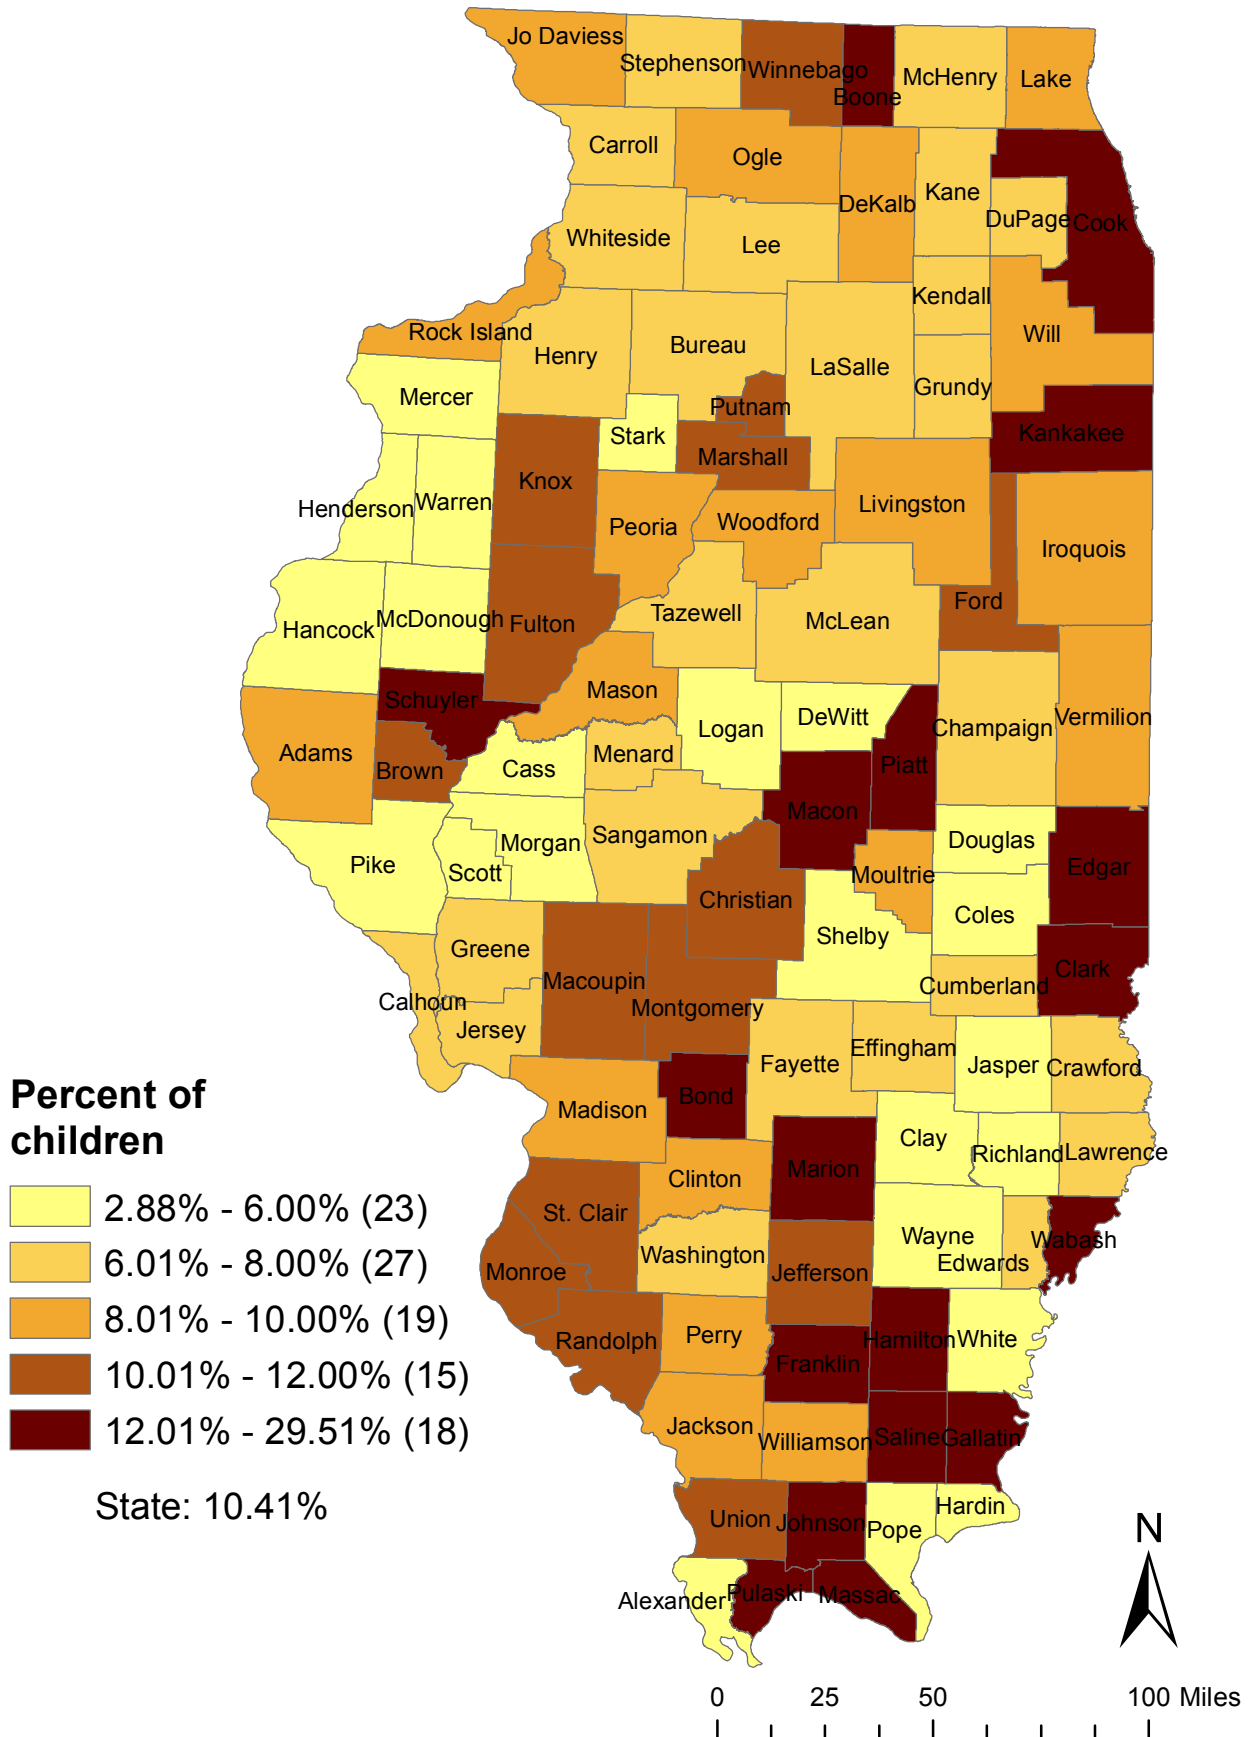 Jo Daviess
Stephenson
Winnebago
Boone
McHenry
Lake
Carroll
Ogle
DeKalb
Kane
DuPage
Cook
Whiteside
Lee
Kendall
Rock Island
Henry
Bureau
LaSalle
Will
Grundy
Mercer
Putnam
Stark
Marshall
Kankakee
Henderson
Warren
Knox
Peoria
Woodford
Livingston
Iroquois
Ford
Hancock
McDonough
Fulton
Tazewell
McLean
Schuyler
Mason
Logan
DeWitt
Champaign
Vermilion
Adams
Brown
Cass
Menard
Piatt
Macon
Pike
Scott
Morgan
Sangamon
Douglas
Edgar
Christian
Moultrie
Coles
Shelby
Greene
Macoupin
Montgomery
Cumberland
Clark
Calhoun
Jersey
Fayette
Effingham
Jasper
Crawford
Bond
Madison
Clay
Richland
Lawrence
Marion
Clinton
St. Clair
Wayne
Edwards
Wabash
Washington
Monroe
Jefferson
Randolph
Perry
Franklin
Hamilton
White
Jackson
Williamson
Saline
Gallatin
Union
Johnson
Pope
Hardin
Alexander
Pulaski
Massac
Percent of
children
2.88% - 6.00% (23)
6.01% - 8.00% (27)
8.01% - 10.00% (19)
10.01% - 12.00% (15)
12.01% - 29.51% (18)
State: 10.41%
N
0 25 50 100 Miles